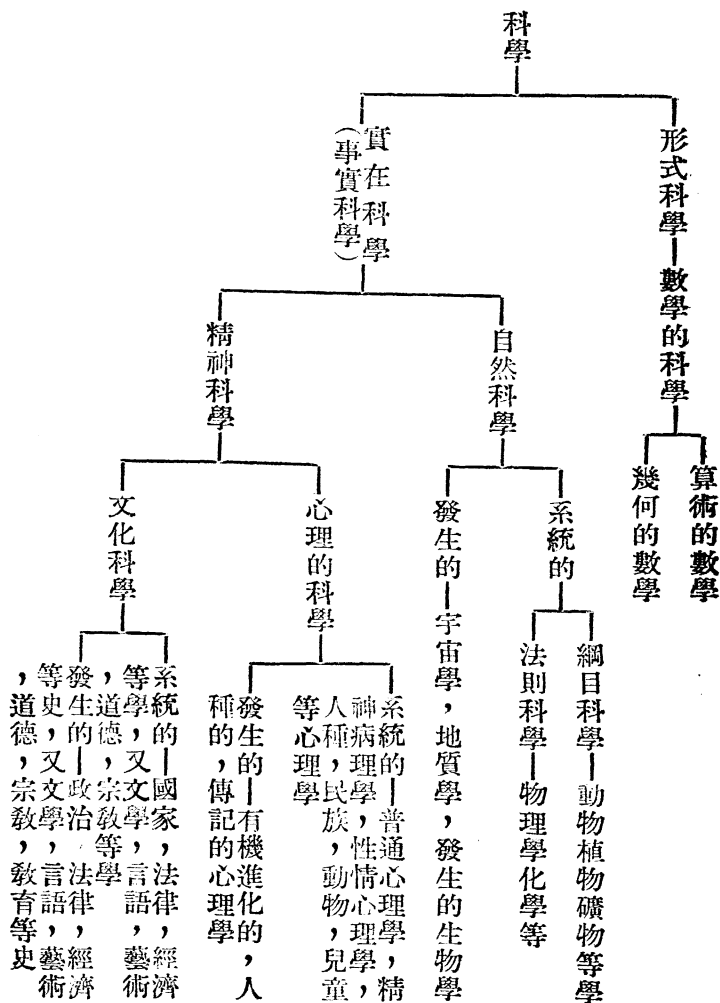 科學
形式科學—數學的科學
算術的數學
幾何的數學
實在科學
（事實科學）
自然科學
系統的
綱目科學—動物植物礦物等學
法則科學—物理學化學等
發生的—宇宙學，地質學，發生的生物學
精神科學
心理的科學
系統的—普通心理學，精
神病理學，性情心理學，
人種，民族，動物，兒童
等心理學
發生的—有機進化的，人
種的，傳記的心理學
文化科學
系統的—國家，法律，經濟
等學，又文學，言語，藝術
，道德，宗教等學
發生的—政治　法律，經濟
等史，又文學，言語，藝術
，道德，宗教，教育等史